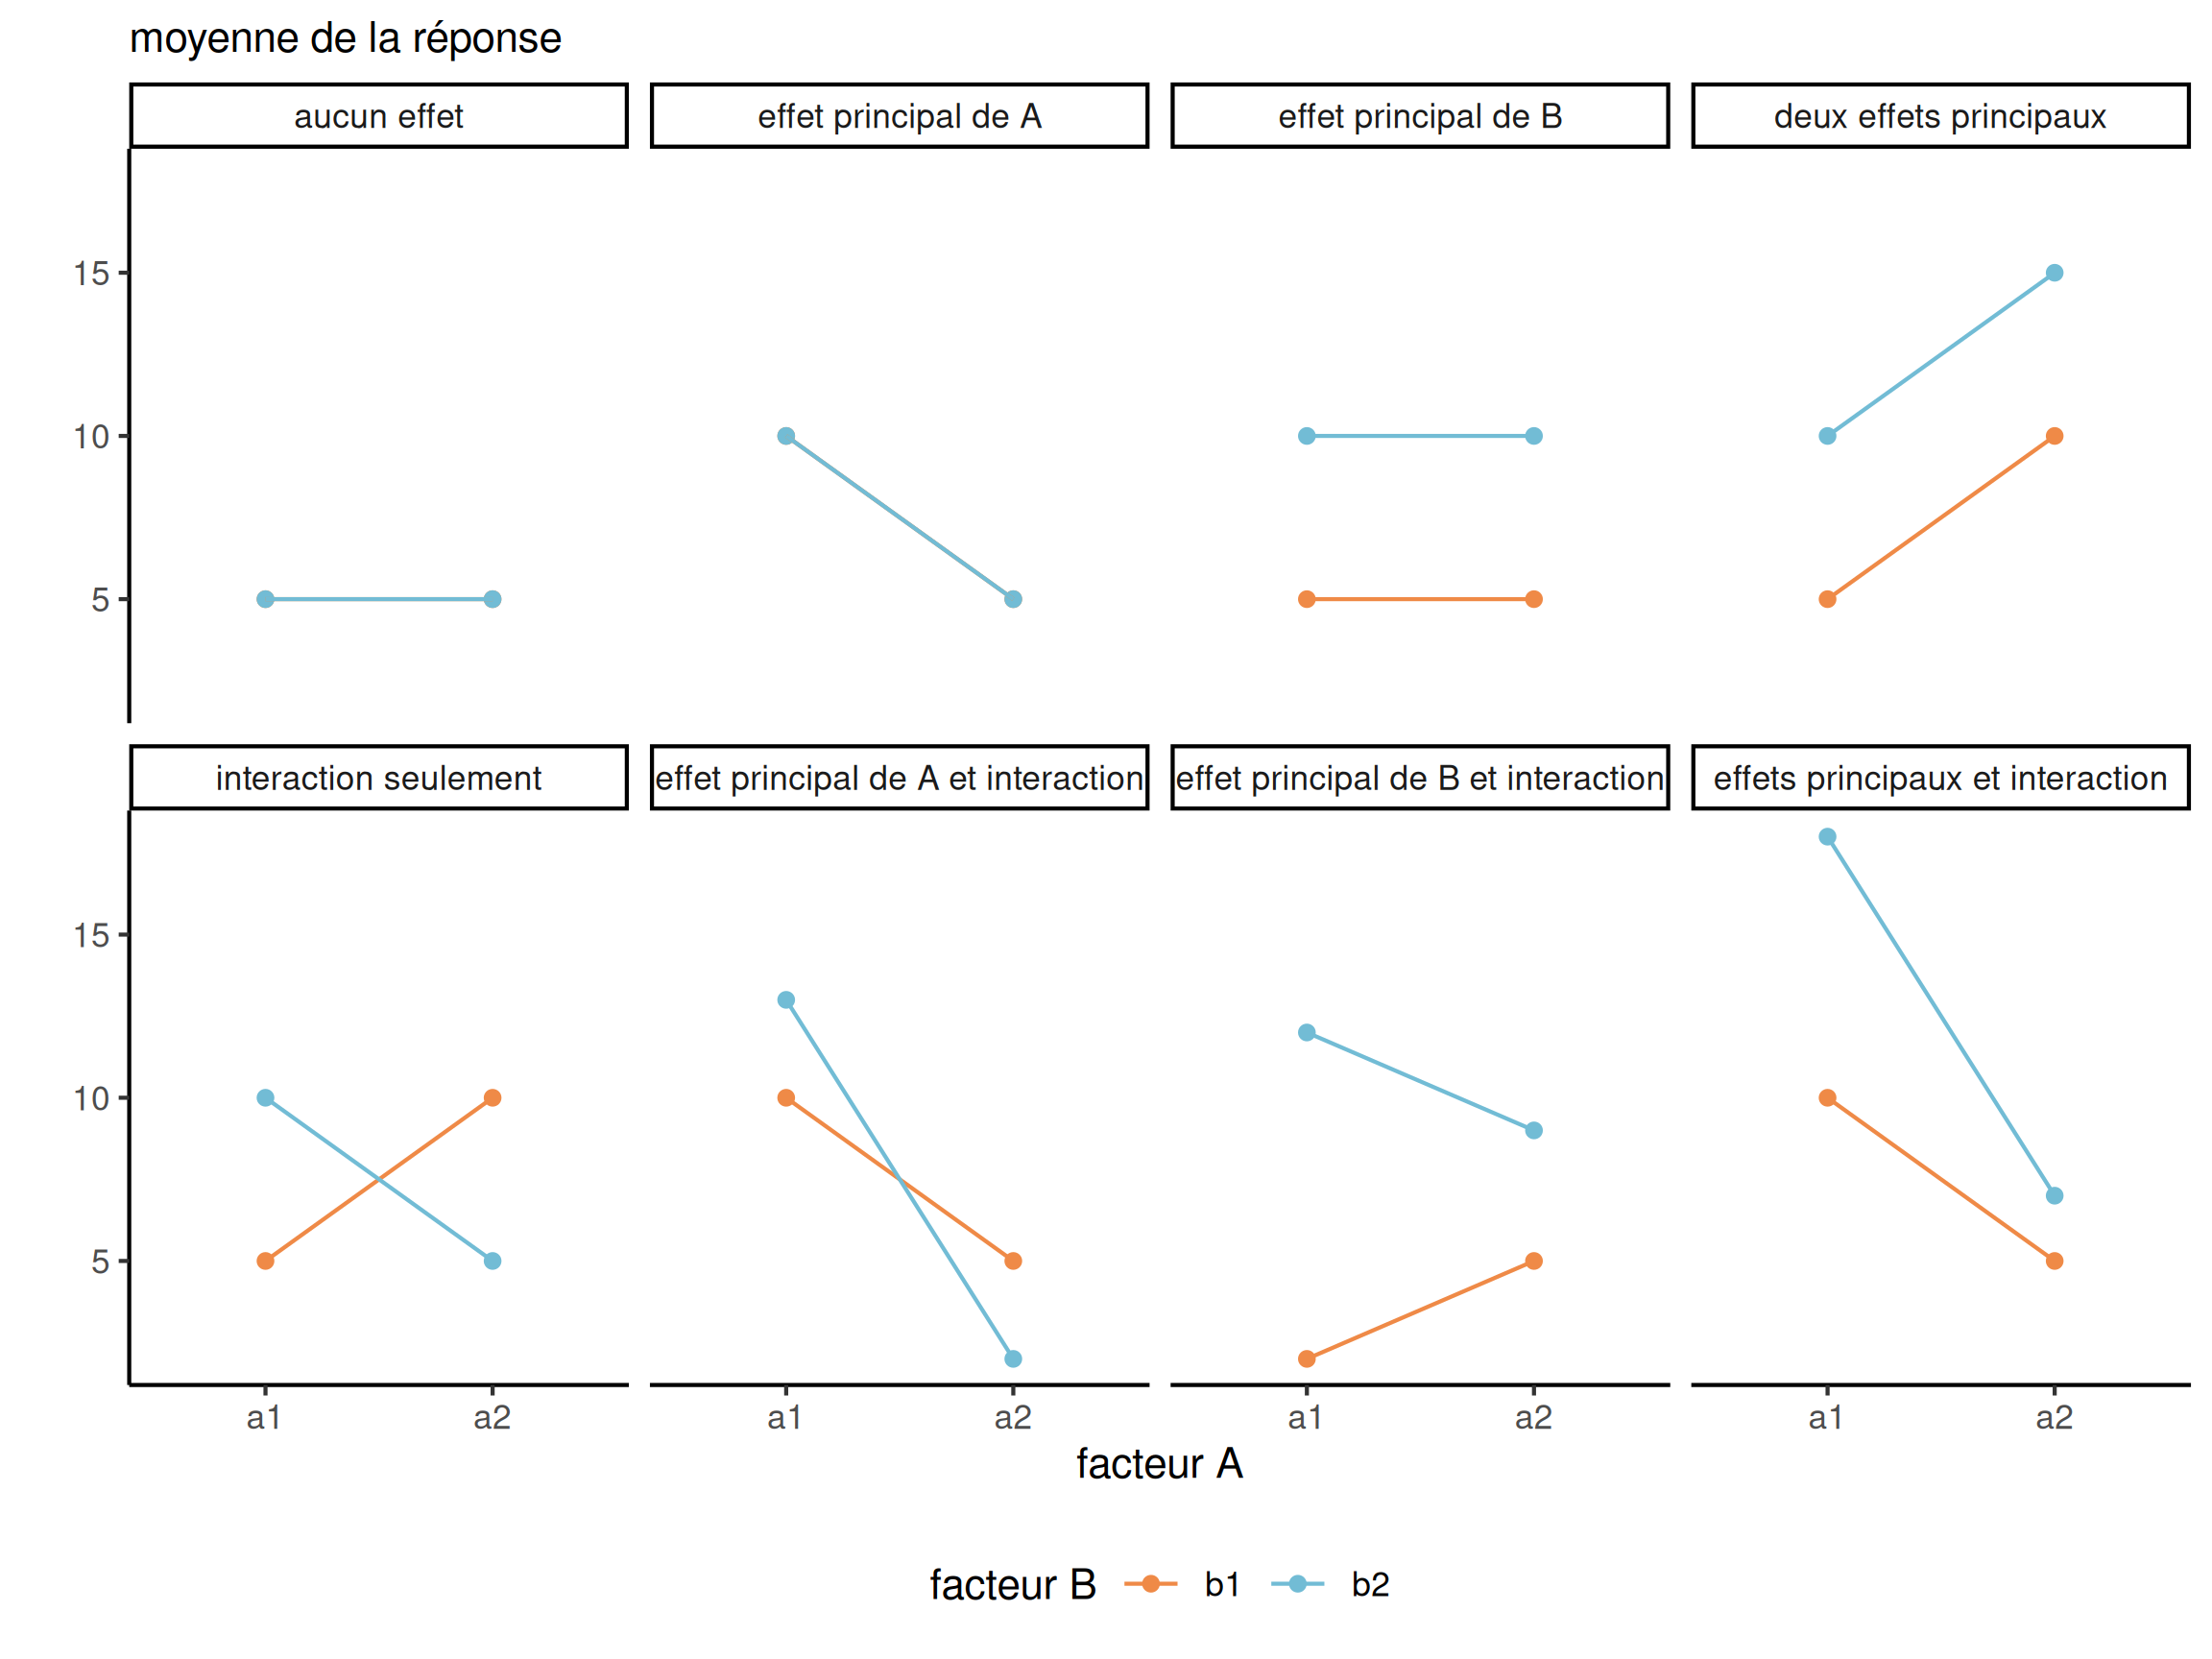 moyenne de la réponse
aucun effet
effet principal de A
effet principal de B
deux effets principaux
15
10
5
interaction seulement
effet principal de A et interaction
effet principal de B et interaction
effets principaux et interaction
15
10
5
a1 a2 a1 a2 a1 a2 a1 a2
facteur A
facteur B b1 b2